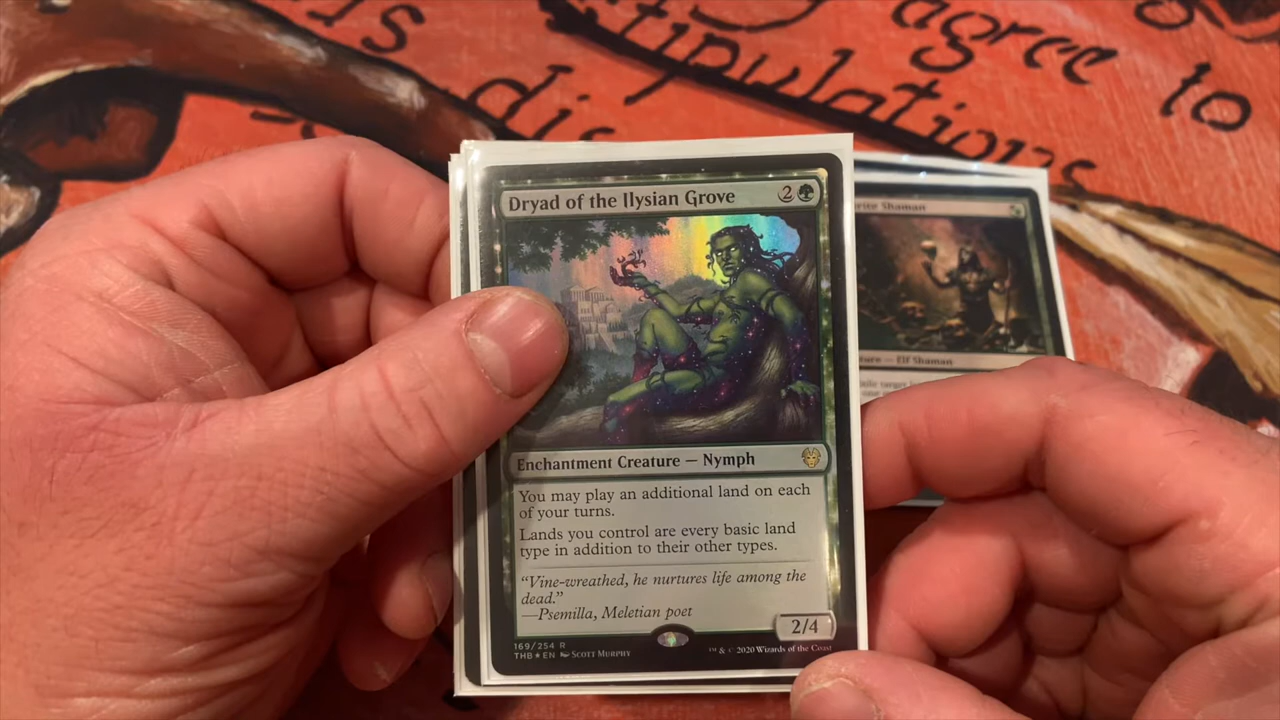 agree to
stipulations
Dryad of the Ilysian Grove 2
Enchantment Creature — Nymph
You may play an additional land on each
of your turns.
Lands you control are every basic land
type in addition to their other types.
"Vine-wreathed, he nurtures life among the
dead."
—Psemilla, Meletian poet
2/4
169/254 R
THB★EN Scott Murphy
™ & © 2020 Wizards of the Coast
Shaman
Elf Shaman
target